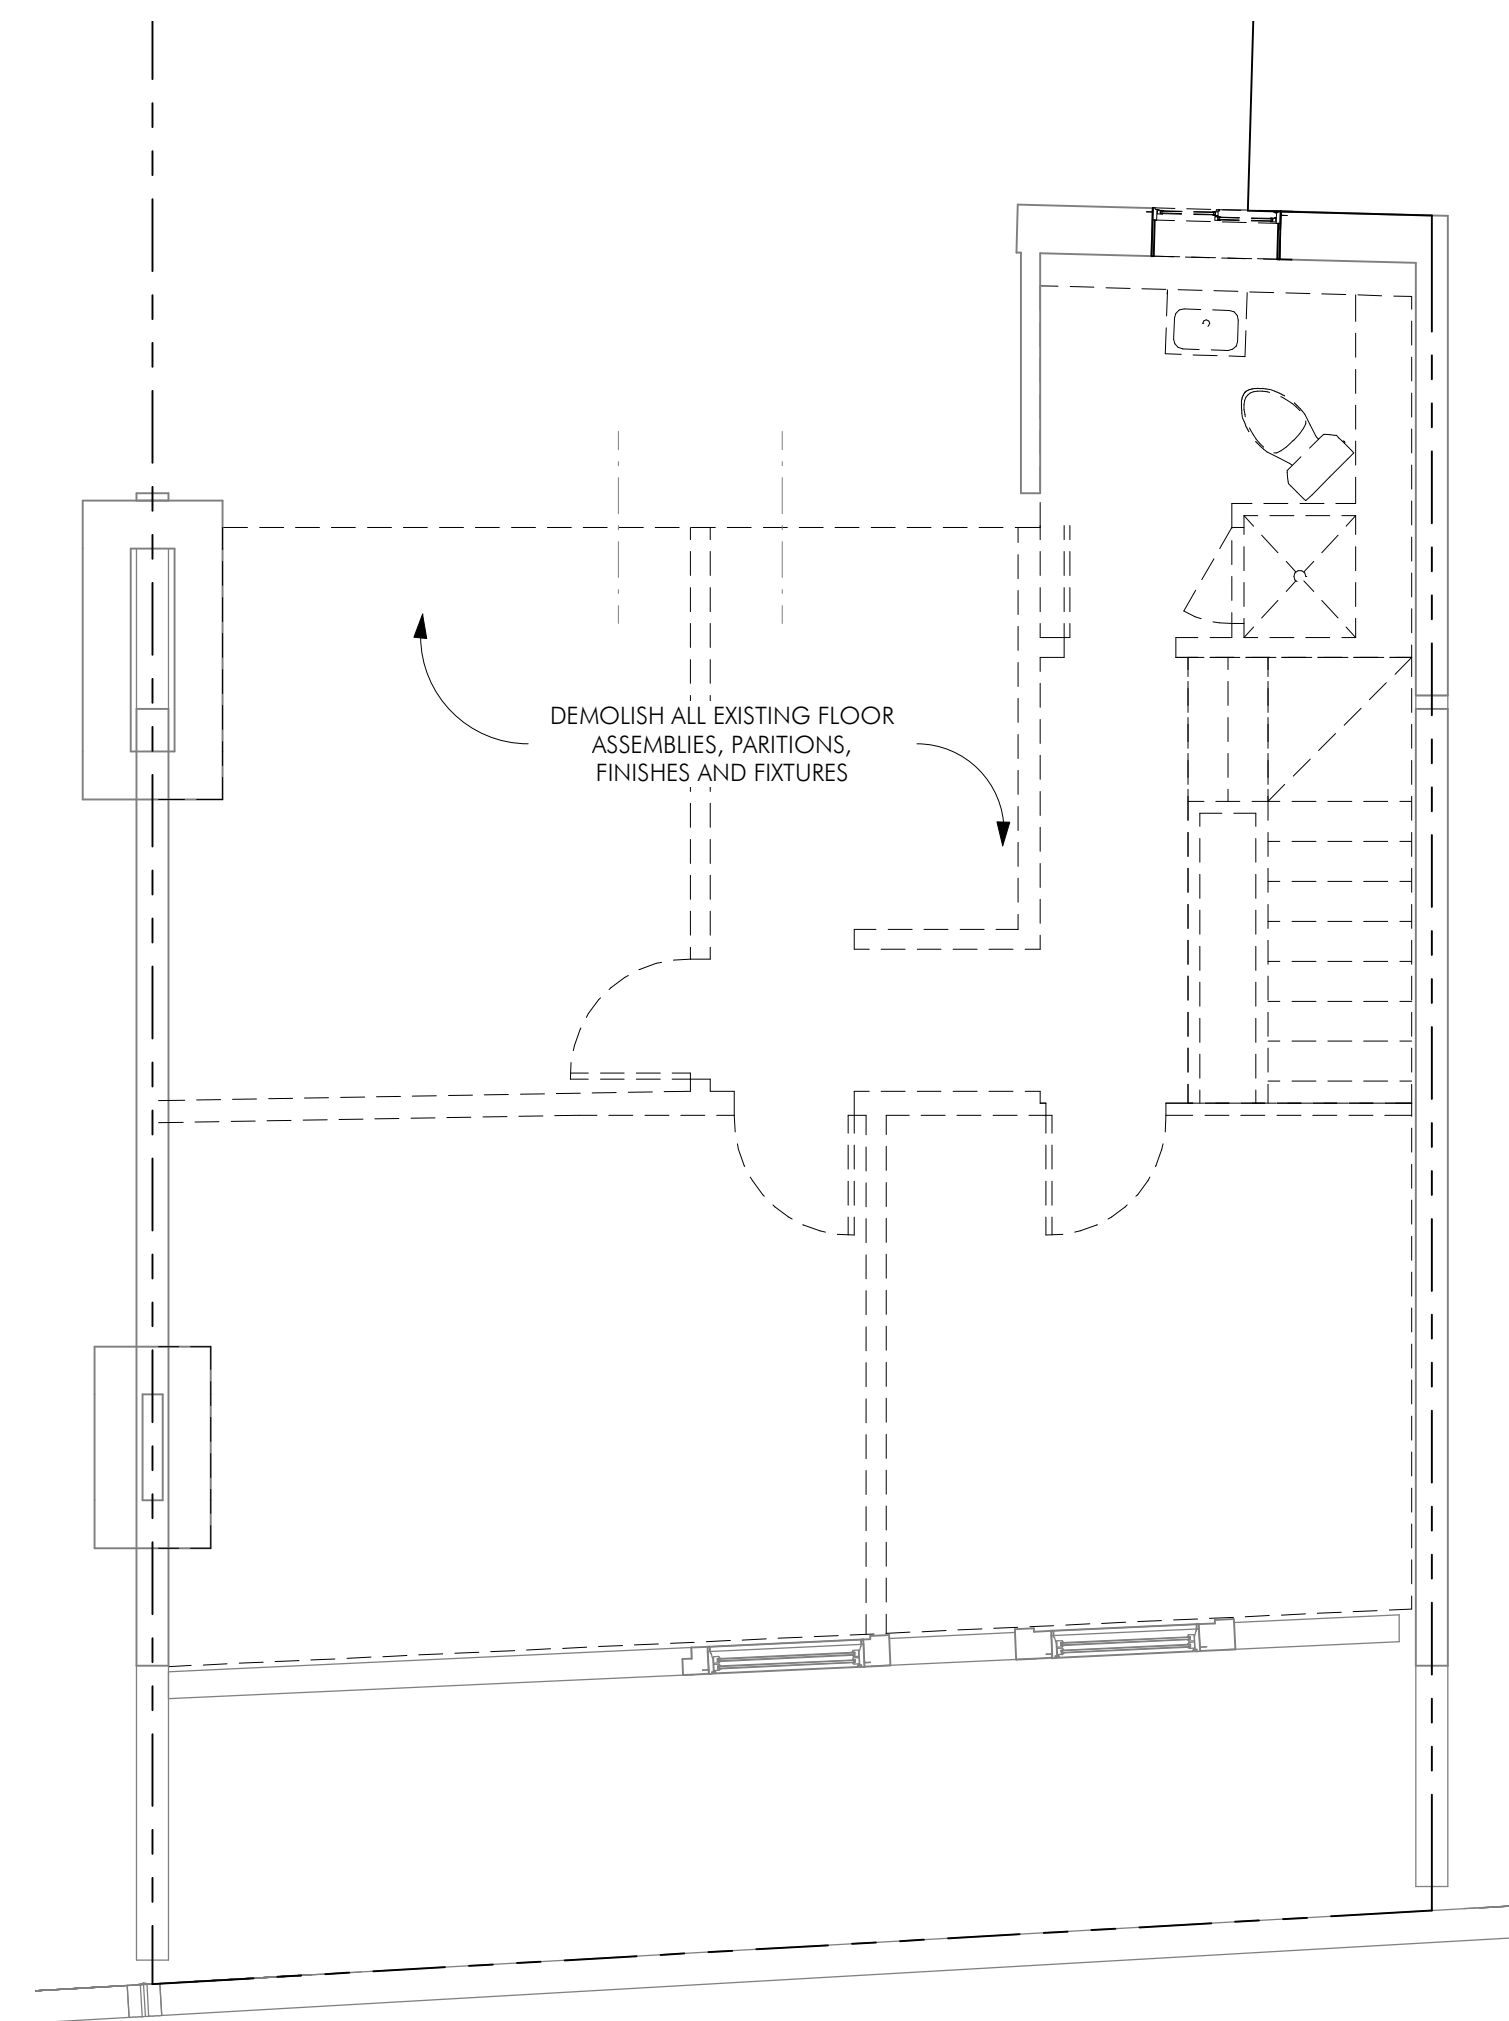 DEMOLISH ALL EXISTING FLOOR
ASSEMBLIES, PARITIONS,
FINISHES AND FIXTURES